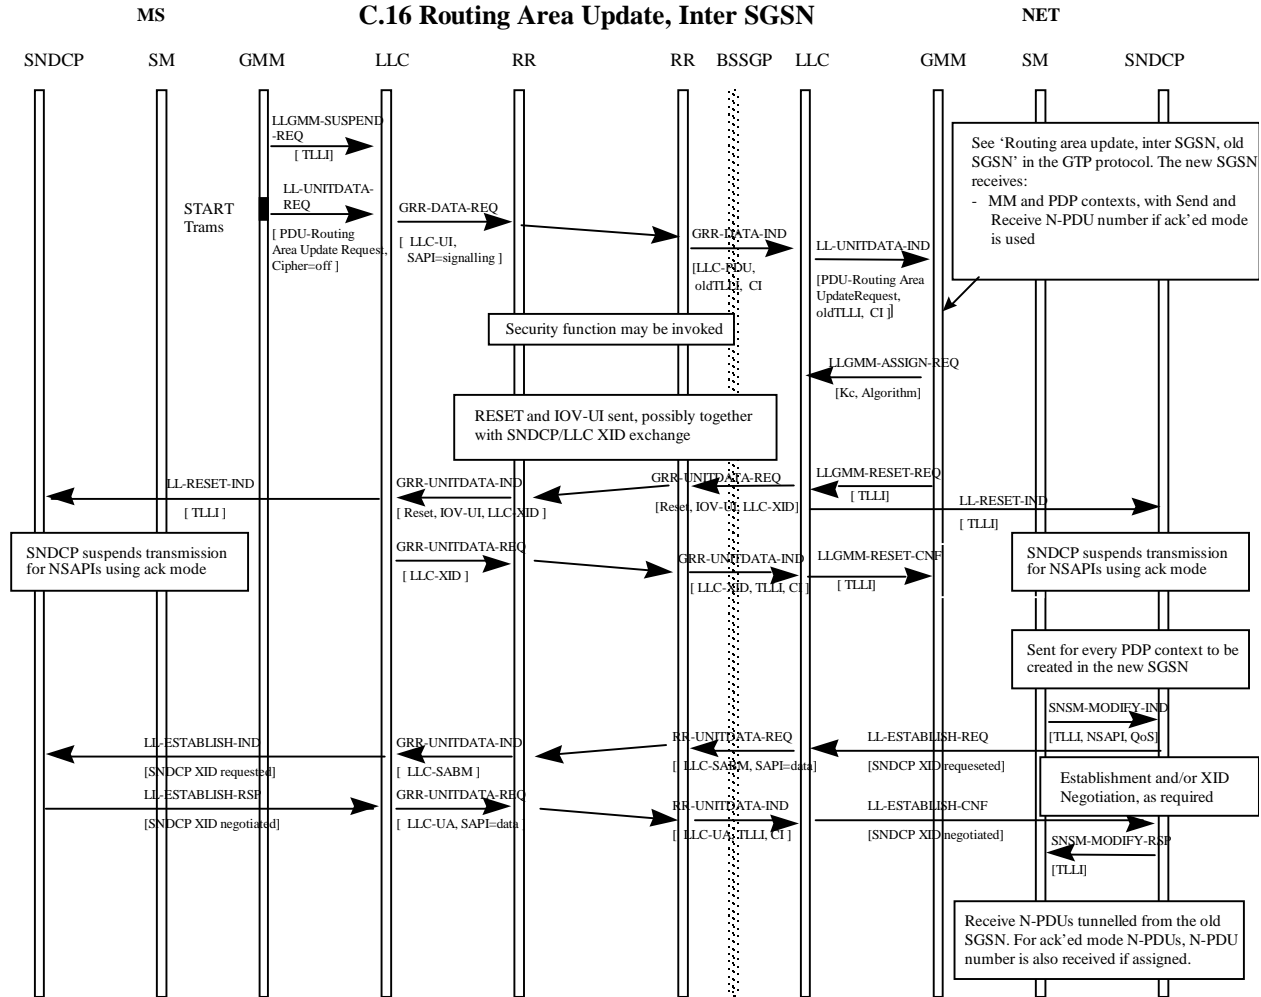 MS
C.16 Routing Area Update, Inter SGSN
NET
SNDCP SM GMM LLC RR RR BSSGP LLC GMM SM SNDCP
LLGMM-SUSPEND
-REQ
[ TLLI]
See ‘Routing area update, inter SGSN, old
SGSN’ in the GTP protocol. The new SGSN
receives:
- MM and PDP contexts, with Send and
Receive N-PDU number if ack’ed mode
is used
START
Trams
LL-UNITDATA-
REQ
[ PDU-Routing
Area Update Request,
Cipher=off ]
GRR-DATA-REQ
[ LLC-UI,
SAPI=signalling ]
GRR-DATA-IND
[LLC-PDU,
oldTLLI, CI
LL-UNITDATA-IND
[PDU-Routing Area
UpdateRequest,
oldTLLI, CI ]]
Security function may be invoked
LLGMM-ASSIGN-REQ
[Kc, Algorithm]
RESET and IOV-UI sent, possibly together
with SNDCP/LLC XID exchange
LL-RESET-IND
[ TLLI ]
GRR-UNITDATA-IND
[ Reset, IOV-UI, LLC-XID ]
GRR-UNITDATA-REQ
[Reset, IOV-UI, LLC-XID]
LLGMM-RESET-REQ
[ TLLI]
LL-RESET-IND
[ TLLI]
SNDCP suspends transmission
for NSAPIs using ack mode
GRR-UNITDATA-REQ
[ LLC-XID ]
GRR-UNITDATA-IND
[ LLC-XID, TLLI, CI ]
LLGMM-RESET-CNF
[ TLLI]
SNDCP suspends transmission
for NSAPIs using ack mode
Sent for every PDP context to be
created in the new SGSN
SNSM-MODIFY-IND
[TLLI, NSAPI, QoS]
LL-ESTABLISH-IND
[SNDCP XID requested]
GRR-UNITDATA-IND
[ LLC-SABM ]
RR-UNITDATA-REQ
[ LLC-SABM, SAPI=data]
LL-ESTABLISH-REQ
[SNDCP XID requeseted]
Establishment and/or XID
Negotiation, as required
LL-ESTABLISH-RSP
[SNDCP XID negotiated]
GRR-UNITDATA-REQ
[ LLC-UA, SAPI=data ]
RR-UNITDATA-IND
[ LLC-UA, TLLI, CI ]
LL-ESTABLISH-CNF
[SNDCP XID negotiated]
SNSM-MODIFY-RSP
[TLLI]
Receive N-PDUs tunnelled from the old
SGSN. For ack’ed mode N-PDUs, N-PDU
number is also received if assigned.